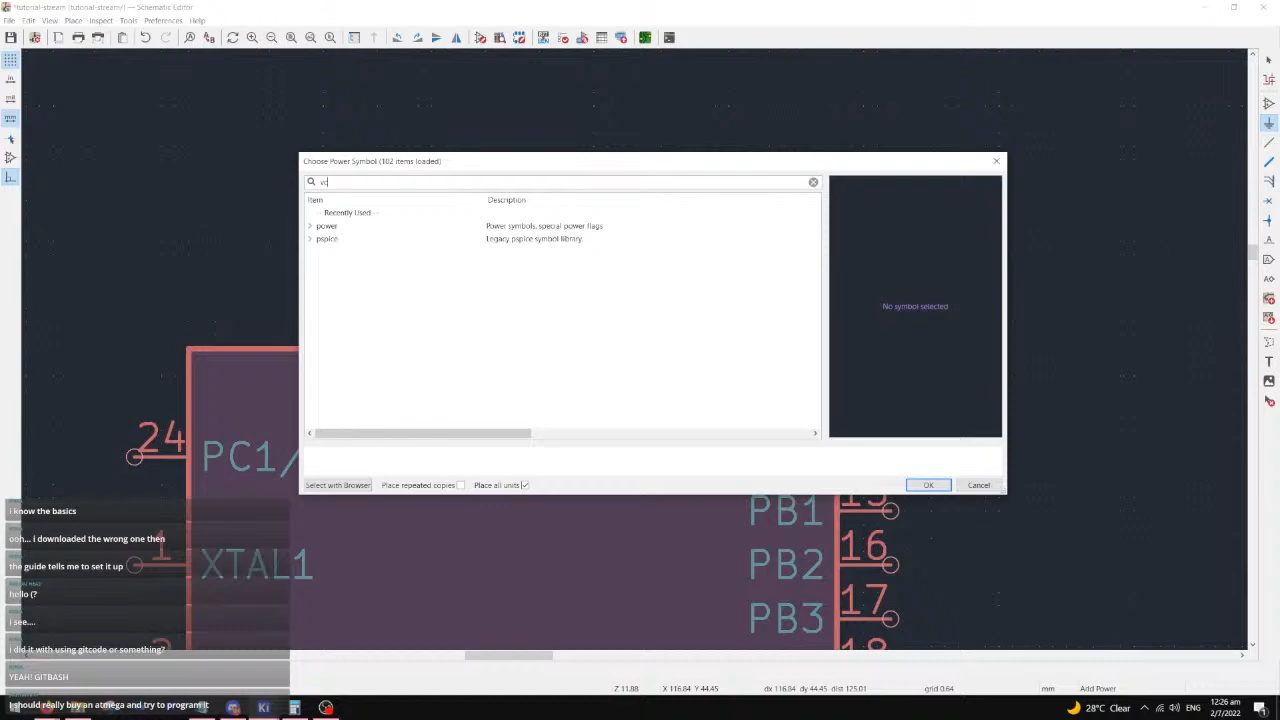 *tutorial-stream (tutorial-stream/) — Schematic Editor
File Edit View Place Inspect Tools Preferences Help
in
mil
mm
Choose Power Symbol (102 items loaded)
vc
Item Description
-- Recently Used --
power Power symbols, special power flags
pspice Legacy pspice symbol library
No symbol selected
Select with Browser Place repeated copies Place all units OK Cancel
24
PC1/
1
XTAL1
PB1
16
PB2
17
PB3
i know the basics
ooh... i downloaded the wrong one then
the guide tells me to set it up
hello (?
i see....
i did it with using gitcode or something?
YEAH! GITBASH
I should really buy an atmega and try to program it
Z 11.88 X 116.84 Y 44.45 dx 116.84 dy 44.45 dist 125.01 grid 0.64 mm Add Power
28°C Clear ENG 12:26 am
2/7/2022